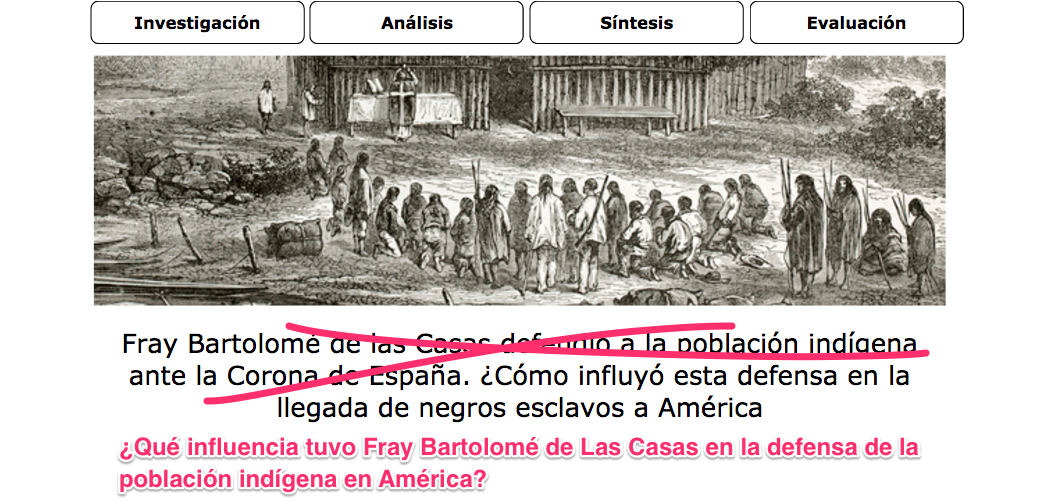 Investigación Análisis Síntesis Evaluación
Fray Bartolomé de las Casas defendió a la población indígena
ante la Corona de España. ¿Cómo influyó esta defensa en la
llegada de negros esclavos a América
¿Qué influencia tuvo Fray Bartolomé de Las Casas en la defensa de la
población indígena en América?